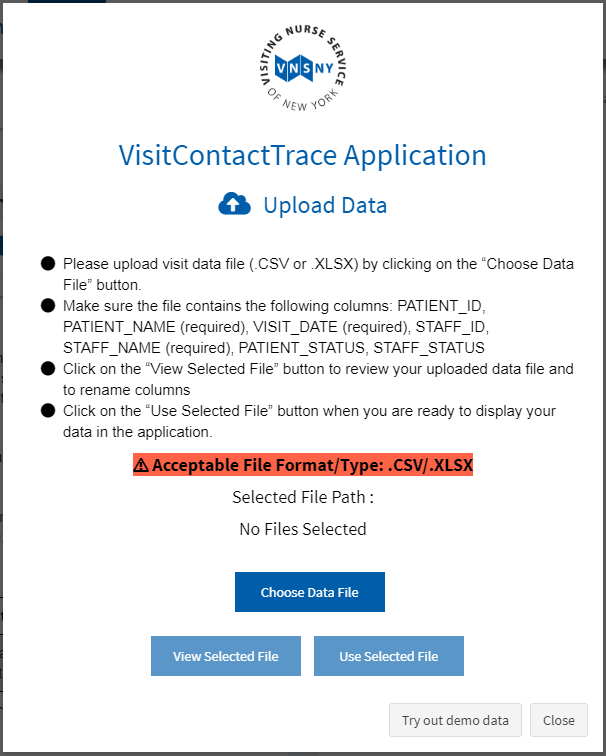 VISITING NURSE SERVICE
VNSNY
OF NEW YORK
VisitContactTrace Application
Upload Data
Please upload visit data file (.CSV or .XLSX) by clicking on the “Choose Data
File” button.
Make sure the file contains the following columns: PATIENT_ID,
PATIENT_NAME (required), VISIT_DATE (required), STAFF_ID,
STAFF_NAME (required), PATIENT_STATUS, STAFF_STATUS
Click on the “View Selected File” button to review your uploaded data file and
to rename columns
Click on the “Use Selected File” button when you are ready to display your
data in the application.
Acceptable File Format/Type: .CSV/.XLSX
Selected File Path :
No Files Selected
Choose Data File
View Selected File Use Selected File
Try out demo data Close